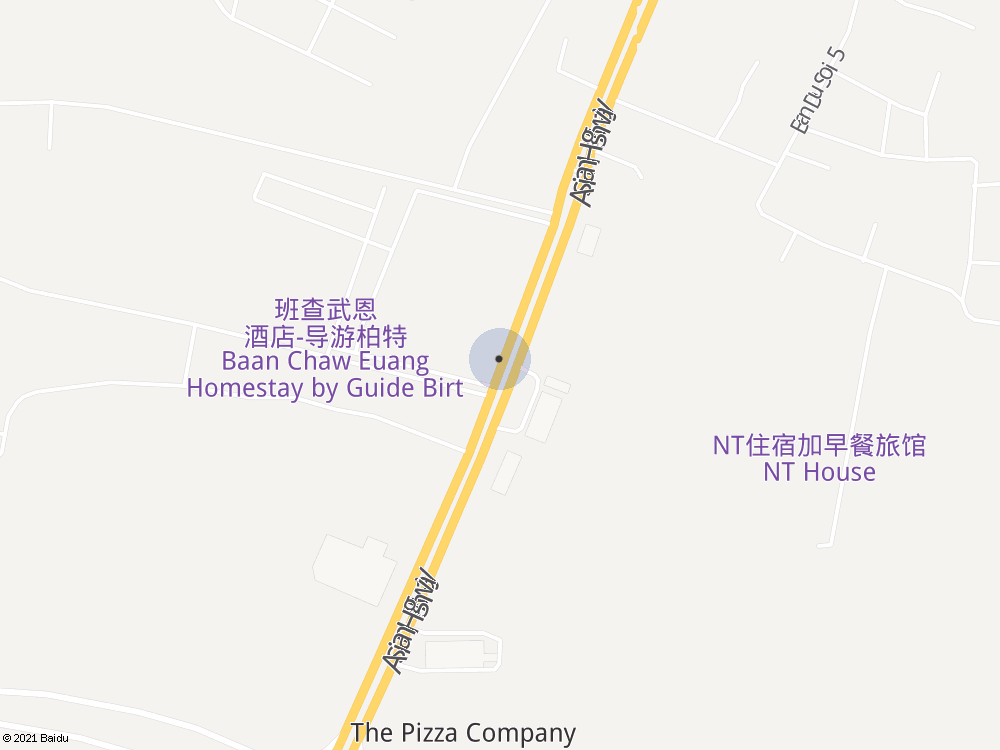 Ban Du Soi 5
Asian Hgwy
班查武恩
酒店-导游柏特
Baan Chaw Euang
Homestay by Guide Birt
NT住宿加早餐旅馆
NT House
Asian Hgwy
The Pizza Company
© 2021 Baidu